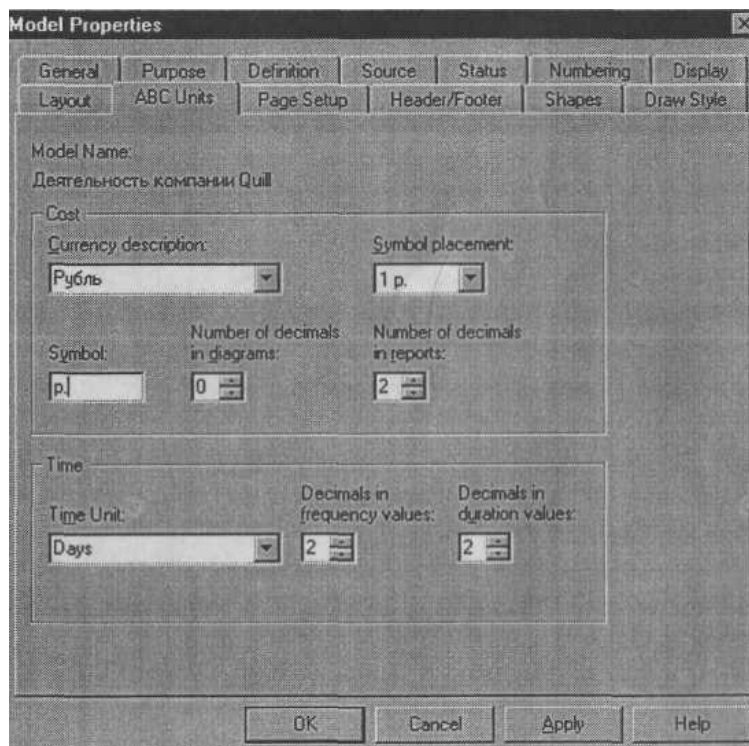 Model Properties
General Purpose Definition Source Status Numbering Display
Layout ABC Units Page Setup Header/Footer Shapes Draw Style
Model Name:
Деятельность компании Quill
Cost
Currency description: Symbol placement:
Рубль 1 р.
Number of decimals Number of decimals
Symbol: in diagrams: in reports:
р. 0 2
Time
Decimals in Decimals in
Time Unit: frequency values: duration values:
Days 2 2
OK Cancel Apply Help